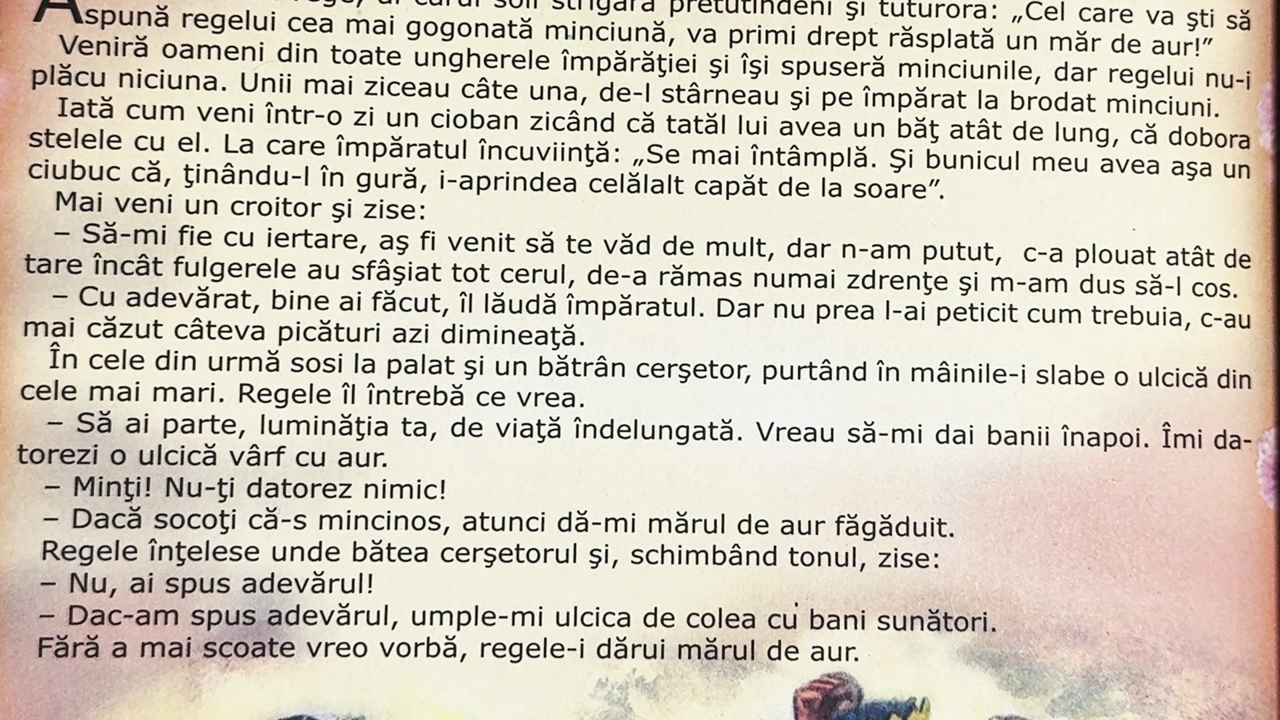 A rege, ai cărui soli strigară pretutindeni şi tuturora: „Cel care va şti să
spună regelui cea mai gogonată minciună, va primi drept răsplată un măr de aur!”
Veniră oameni din toate ungherele împărăţiei şi îşi spuseră minciunile, dar regelui nu-i
plăcu niciuna. Unii mai ziceau câte una, de-l stârneau şi pe împărat la brodat minciuni.
Iată cum veni într-o zi un cioban zicând că tatăl lui avea un băţ atât de lung, că dobora
stelele cu el. La care împăratul încuviinţă: „Se mai întâmplă. Şi bunicul meu avea aşa un
ciubuc că, ţinându-l în gură, i-aprindea celălalt capăt de la soare”.
Mai veni un croitor şi zise:
– Să-mi fie cu iertare, aş fi venit să te văd de mult, dar n-am putut, c-a plouat atât de
tare încât fulgerele au sfâşiat tot cerul, de-a rămas numai zdrenţe şi m-am dus să-l cos.
– Cu adevărat, bine ai făcut, îl lăudă împăratul. Dar nu prea l-ai peticit cum trebuia, c-au
mai căzut câteva picături azi dimineaţă.
În cele din urmă sosi la palat şi un bătrân cerşetor, purtând în mâinile-i slabe o ulcică din
cele mai mari. Regele îl întrebă ce vrea.
– Să ai parte, luminăţia ta, de viaţă îndelungată. Vreau să-mi dai banii înapoi. Îmi da-
torezi o ulcică vârf cu aur.
– Minţi! Nu-ţi datorez nimic!
– Dacă socoţi că-s mincinos, atunci dă-mi mărul de aur făgăduit.
Regele înţelese unde bătea cerşetorul şi, schimbând tonul, zise:
– Nu, ai spus adevărul!
– Dac-am spus adevărul, umple-mi ulcica de colea cu bani sunători.
Fără a mai scoate vreo vorbă, regele-i dărui mărul de aur.